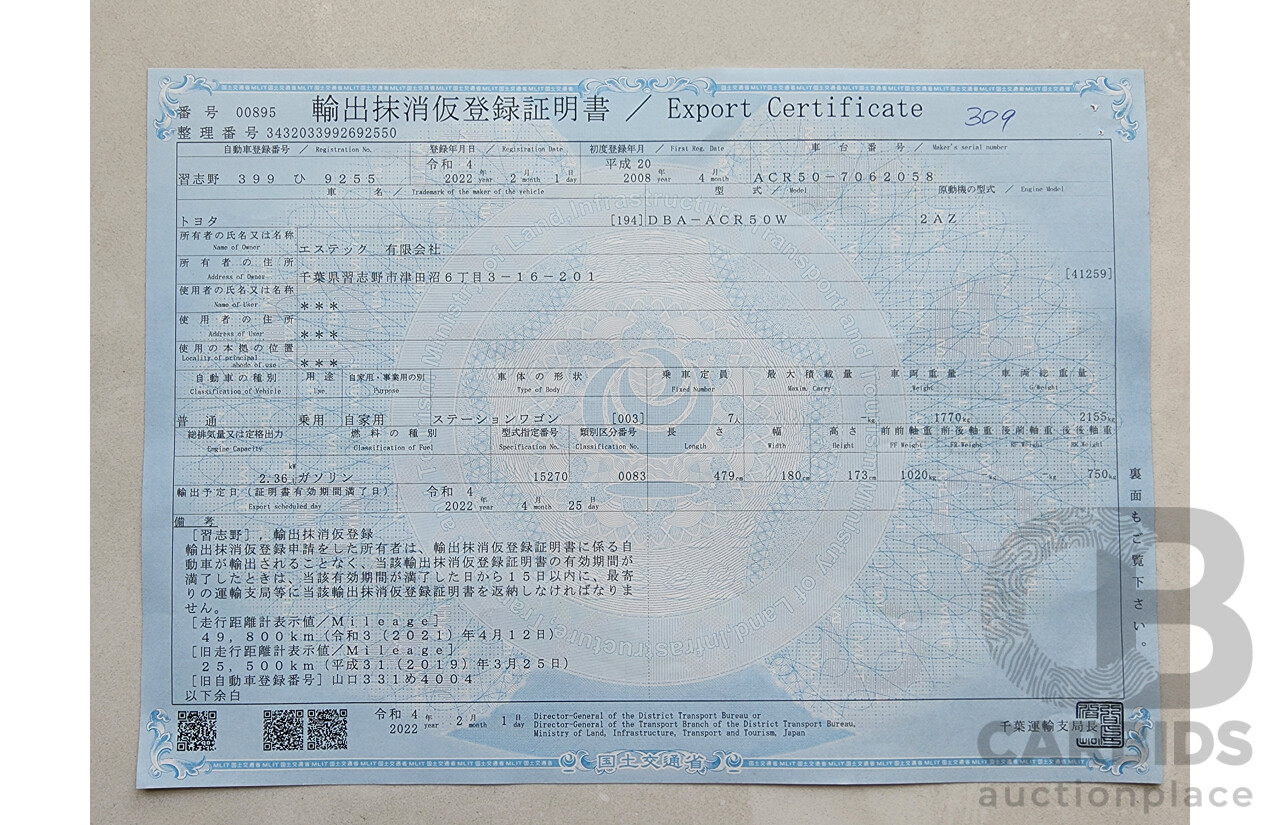 番号 00895 輸出抹消仮登録証明書 / Export Certificate 309
整理番号 3432033992692550
自動車登録番号 / Registration No. 登録年月日 / Registration Date 初度登録年月 / First Reg. Date 車台番号 / Maker's serial number
令和 4 平成 20
習志野 399 ひ 9255 2022 年 year 2 月 month 1 日 day 2008 年 year 4 月 month ACR50-7062058
車名 / Trademark of the maker of the vehicle 型式 / Model 原動機の型式 / Engine Model
トヨタ [194] DBA-ACR50W 2AZ
所有者の氏名又は名称
Name of Owner エステック 有限会社
所有者の住所
Address of Owner 千葉県習志野市津田沼6丁目3-16-201 [41259]
使用者の氏名又は名称
Name of User ***
使用者の住所
Address of User ***
使用の本拠の位置
Locality of principal abode of use ***
自動車の種別 用途 自家用・事業用の別 車体の形状 乗車定員 最大積載量 車両重量 車両総重量
Classification of Vehicle Use Purpose Type of Body Fixed Number Maxim. Carry Weight G.Weight
普通 乗用 自家用 ステーションワゴン [003] 7人 -kg 1770kg 2155kg
総排気量又は定格出力 燃料の種別 型式指定番号 類別区分番号 長さ 幅 高さ 前前軸重 前後軸重 後前軸重 後後軸重
Engine Capacity Classification of Fuel Specification No. Classification No. Length Width Height FF Weight FR Weight RF Weight RR Weight
kW
2.36 L ガソリン 15270 0083 479cm 180cm 173cm 1020kg -kg -kg 750kg
輸出予定日(証明書有効期間満了日) 令和 4
Export scheduled day 2022 年 year 4 月 month 25 日 day
備考
[習志野],輸出抹消仮登録
輸出抹消仮登録申請をした所有者は、輸出抹消仮登録証明書に係る自
動車が輸出されることなく、当該輸出抹消仮登録証明書の有効期間が
満了したときは、当該有効期間が満了した日から15日以内に、最寄
りの運輸支局等に当該輸出抹消仮登録証明書を返納しなければなりま
せん。
[走行距離計表示値/Mileage]
49,800km(令和3(2021)年4月12日)
[旧走行距離計表示値/Mileage]
25,500km(平成31(2019)年3月25日)
[旧自動車登録番号]山口331め4004
以下余白
裏面もご覧下さい。
令和 4 年 year 2 月 month 1 日 day
2022
Director-General of the District Transport Bureau or
Director-General of the Transport Branch of the District Transport Bureau,
Ministry of Land, Infrastructure, Transport and Tourism, Japan
千葉運輸支局長
国土交通省
CARBIDS
auctionplace